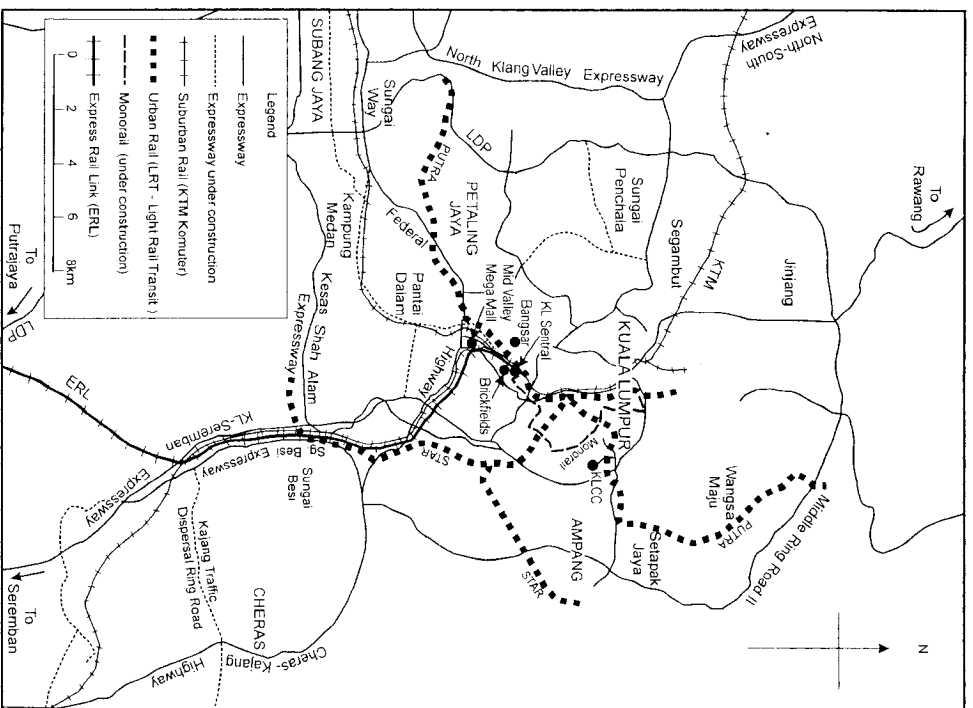 North-South
Expressway
To
Rawang
North Klang Valley Expressway
Jinjang
Segambut
KTM
Sungai
Penchala
LDP
Sungai
Way
PUTRA
PETALING
JAYA
Federal
Highway
SUBANG JAYA
Kampung
Medan
Pantai
Dalam
Mid Valley
Mega Mall
Bangsar
KL Sentral
Brickfields
KUALA LUMPUR
Monorail
KLCC
Wangsa
Maju
PUTRA
Middle Ring Road II
Setapak
Jaya
AMPANG
STAR
STAR
Kesas Shah Alam
Expressway
KL-Seremban
Expressway
Sg Besi Expressway
Sungai
Besi
ERL
Kajang Traffic
Dispersal Ring Road
CHERAS
Cheras-Kajang
Highway
To
Seremban
To
Putrajaya
LDP
N
Legend
Expressway
Expressway under construction
Suburban Rail (KTM Komuter)
Urban Rail (LRT - Light Rail Transit)
Monorail (under construction)
Express Rail Link (ERL)
0 2 4 6 8km